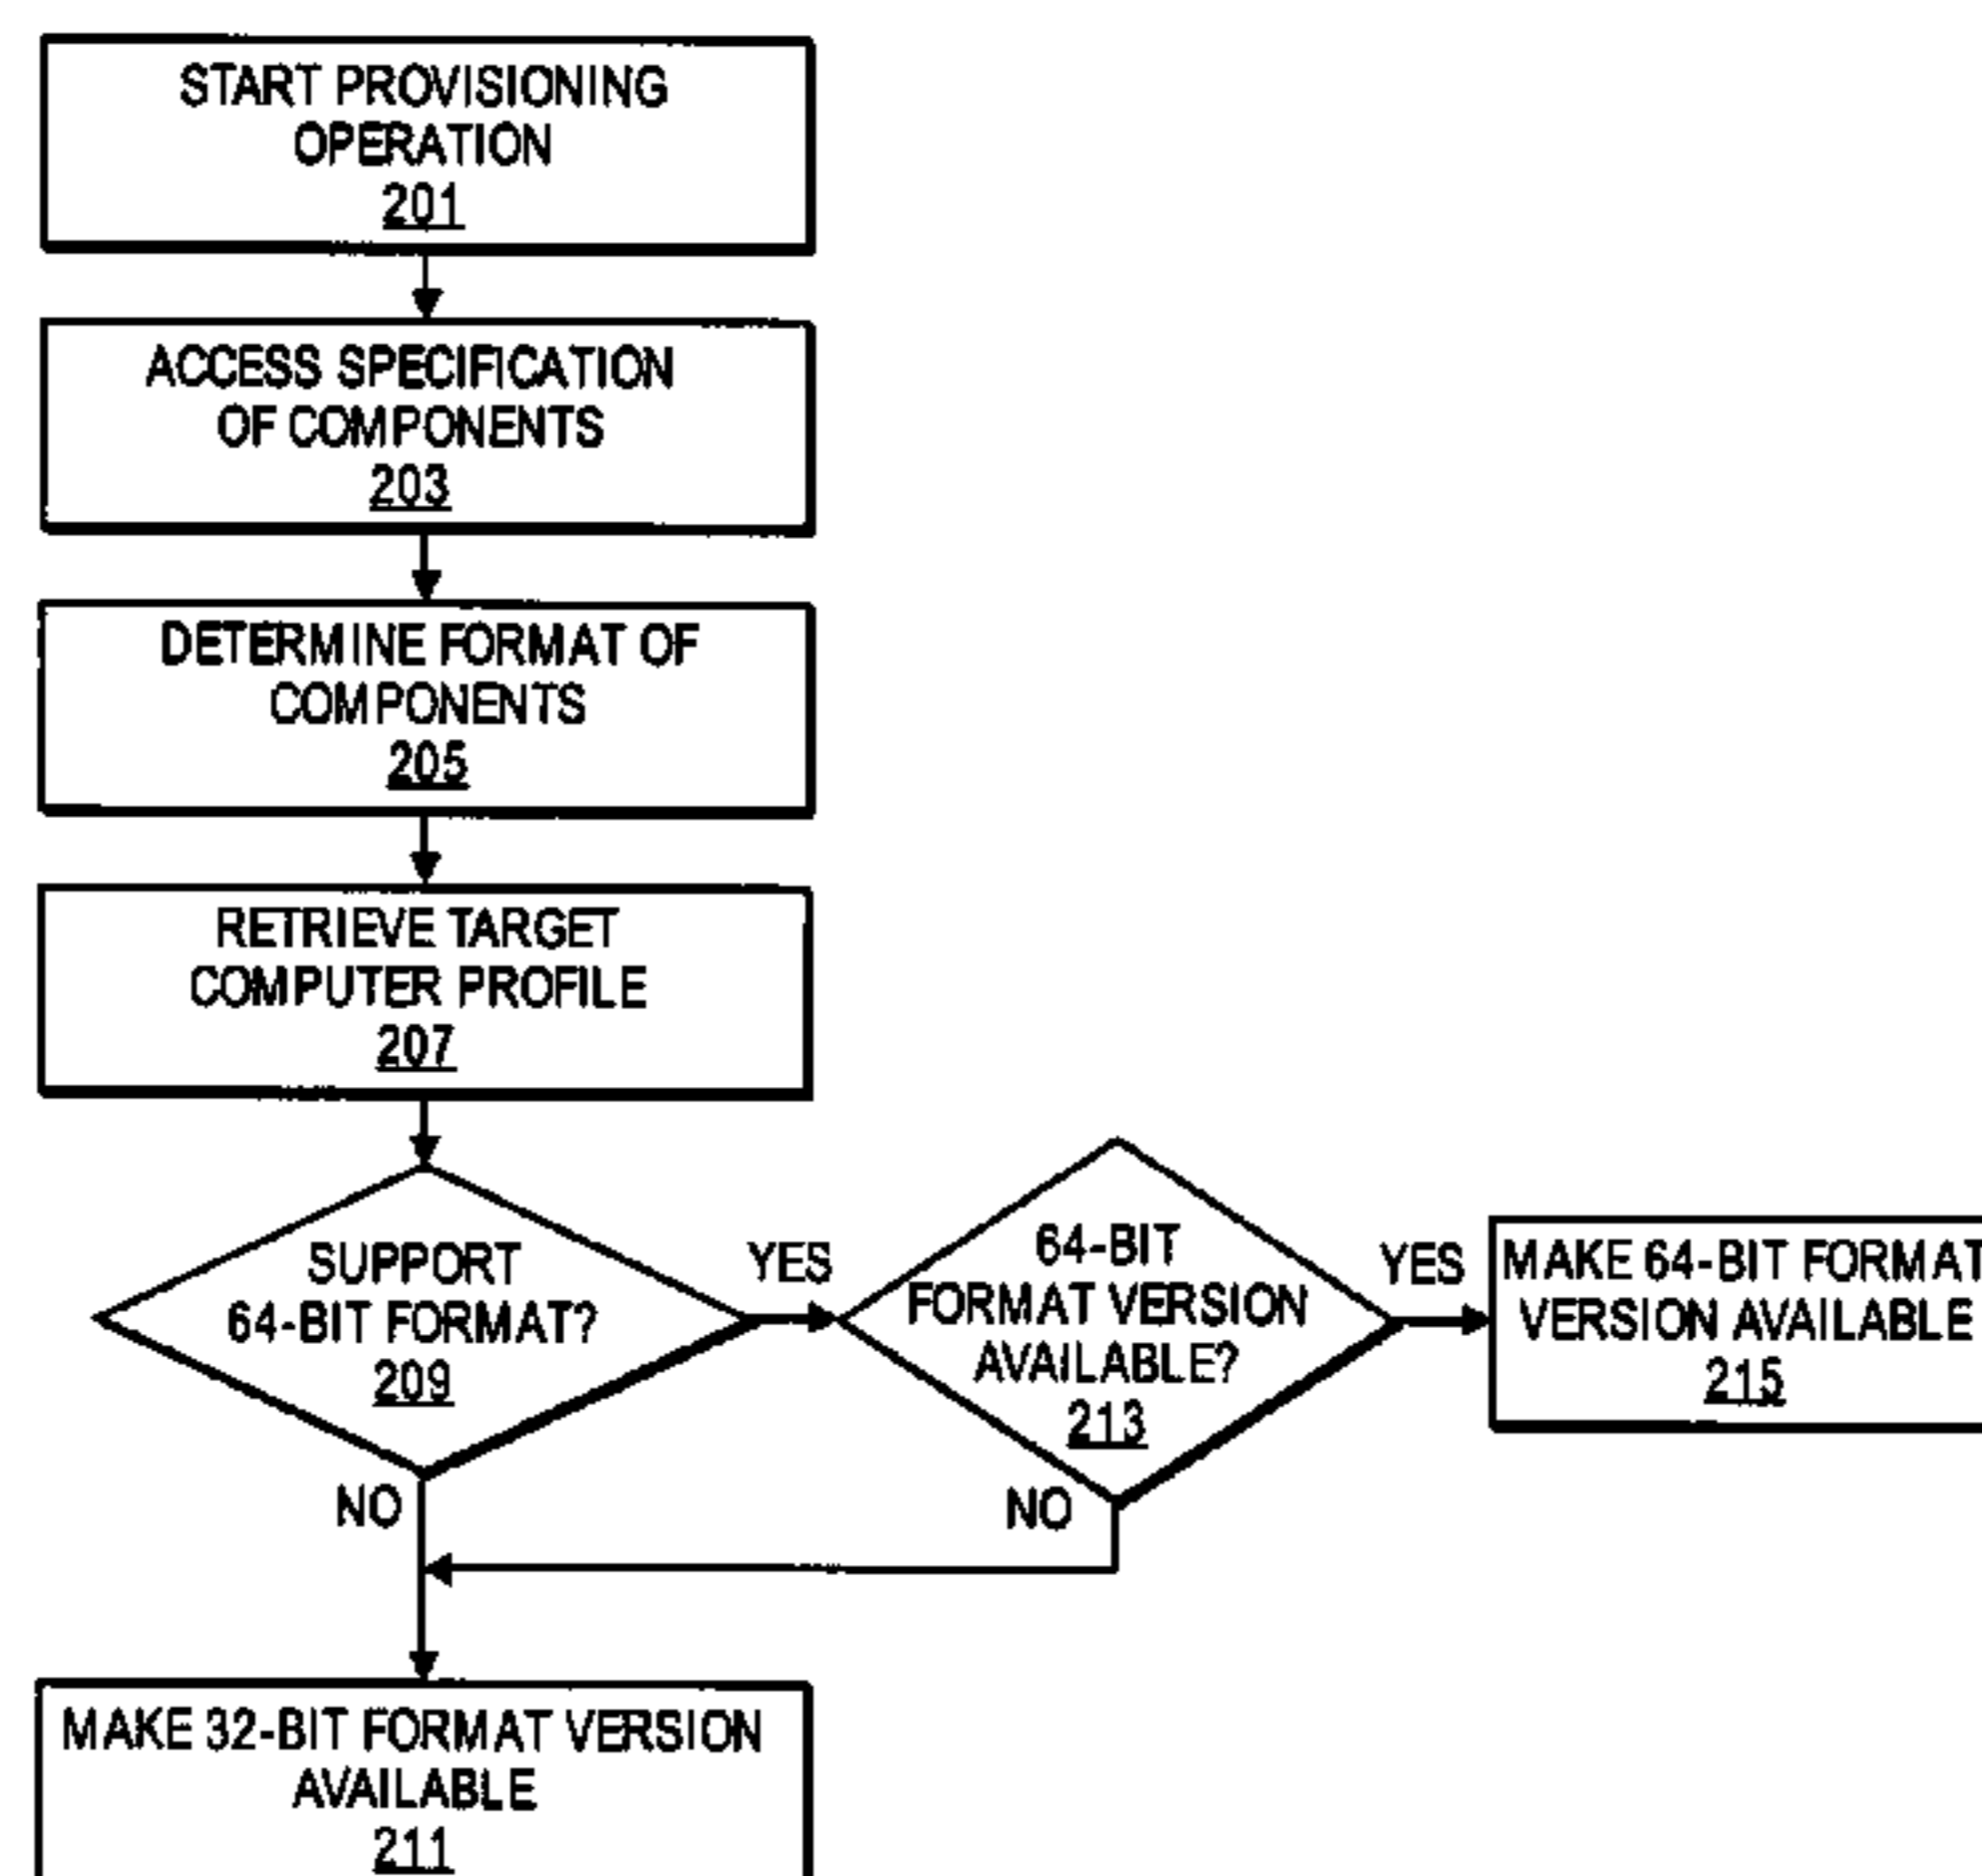 START PROVISIONING
OPERATION
201
ACCESS SPECIFICATION
OF COMPONENTS
203
DETERMINE FORMAT OF
COMPONENTS
205
RETRIEVE TARGET
COMPUTER PROFILE
207
SUPPORT
64-BIT FORMAT?
209
YES
NO
64-BIT
FORMAT VERSION
AVAILABLE?
213
YES
NO
MAKE 64-BIT FORMAT
VERSION AVAILABLE
215
MAKE 32-BIT FORMAT VERSION
AVAILABLE
211